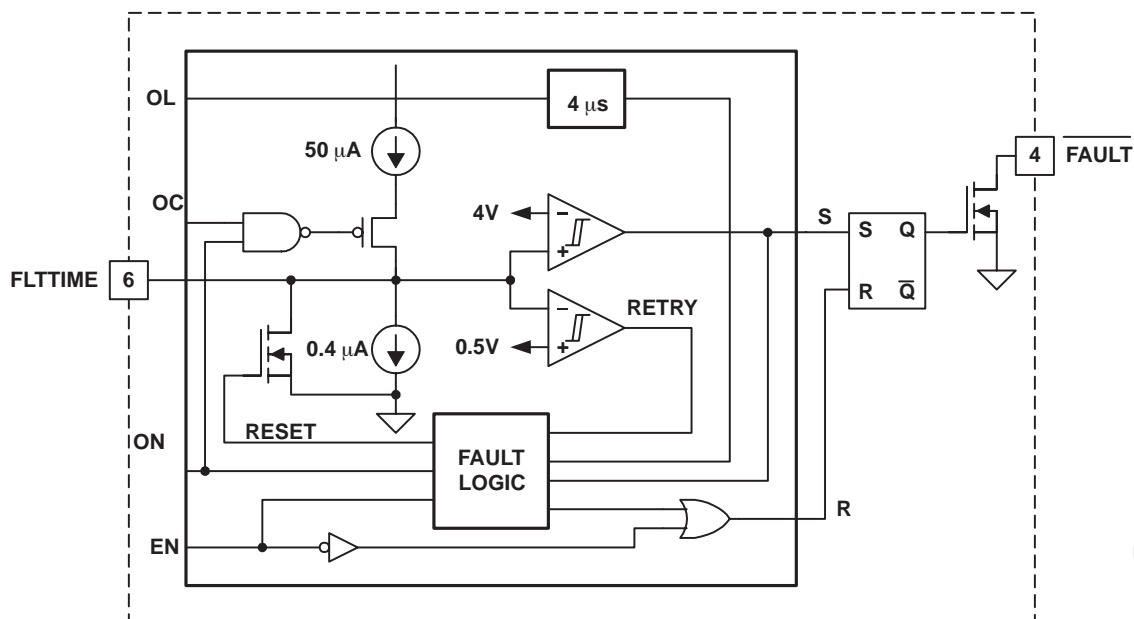 OL
4 μs
50 μA
4
FAULT
OC
4V
−
+
S
S Q
FLTTIME 6
R Q
−
+
RETRY
0.4 μA
0.5V
RESET
ON
FAULT
LOGIC
R
EN